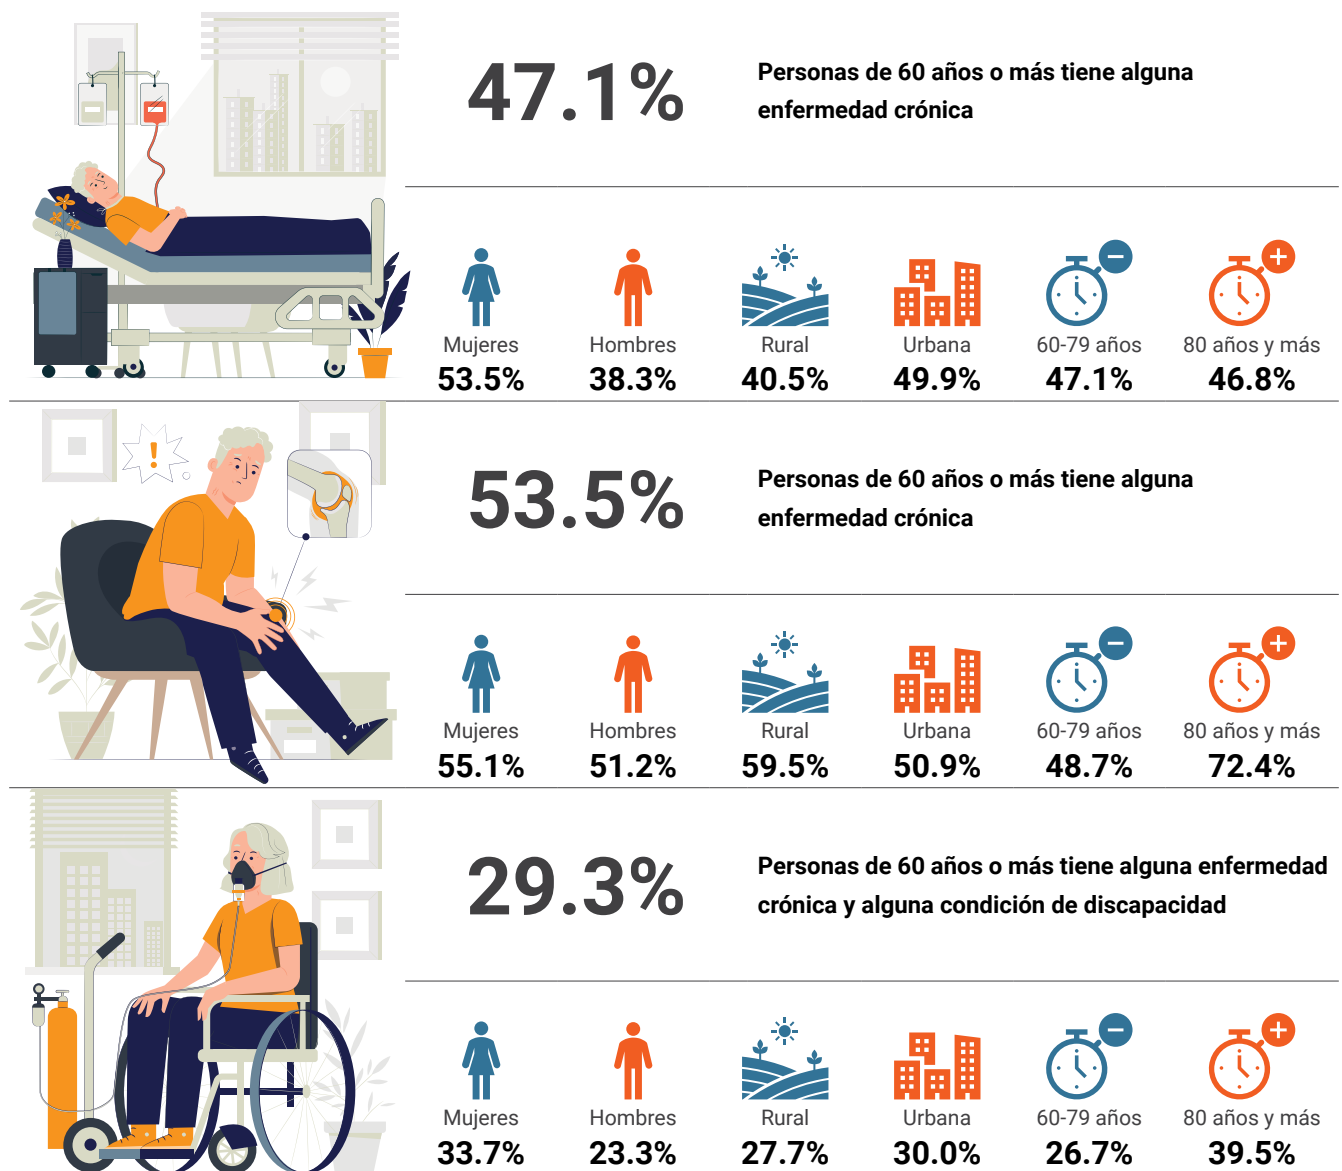 47.1%
Personas de 60 años o más tiene alguna
enfermedad crónica
Mujeres Hombres Rural Urbana 60-79 años 80 años y más
53.5% 38.3% 40.5% 49.9% 47.1% 46.8%
53.5%
Personas de 60 años o más tiene alguna
enfermedad crónica
Mujeres Hombres Rural Urbana 60-79 años 80 años y más
55.1% 51.2% 59.5% 50.9% 48.7% 72.4%
29.3%
Personas de 60 años o más tiene alguna enfermedad
crónica y alguna condición de discapacidad
Mujeres Hombres Rural Urbana 60-79 años 80 años y más
33.7% 23.3% 27.7% 30.0% 26.7% 39.5%